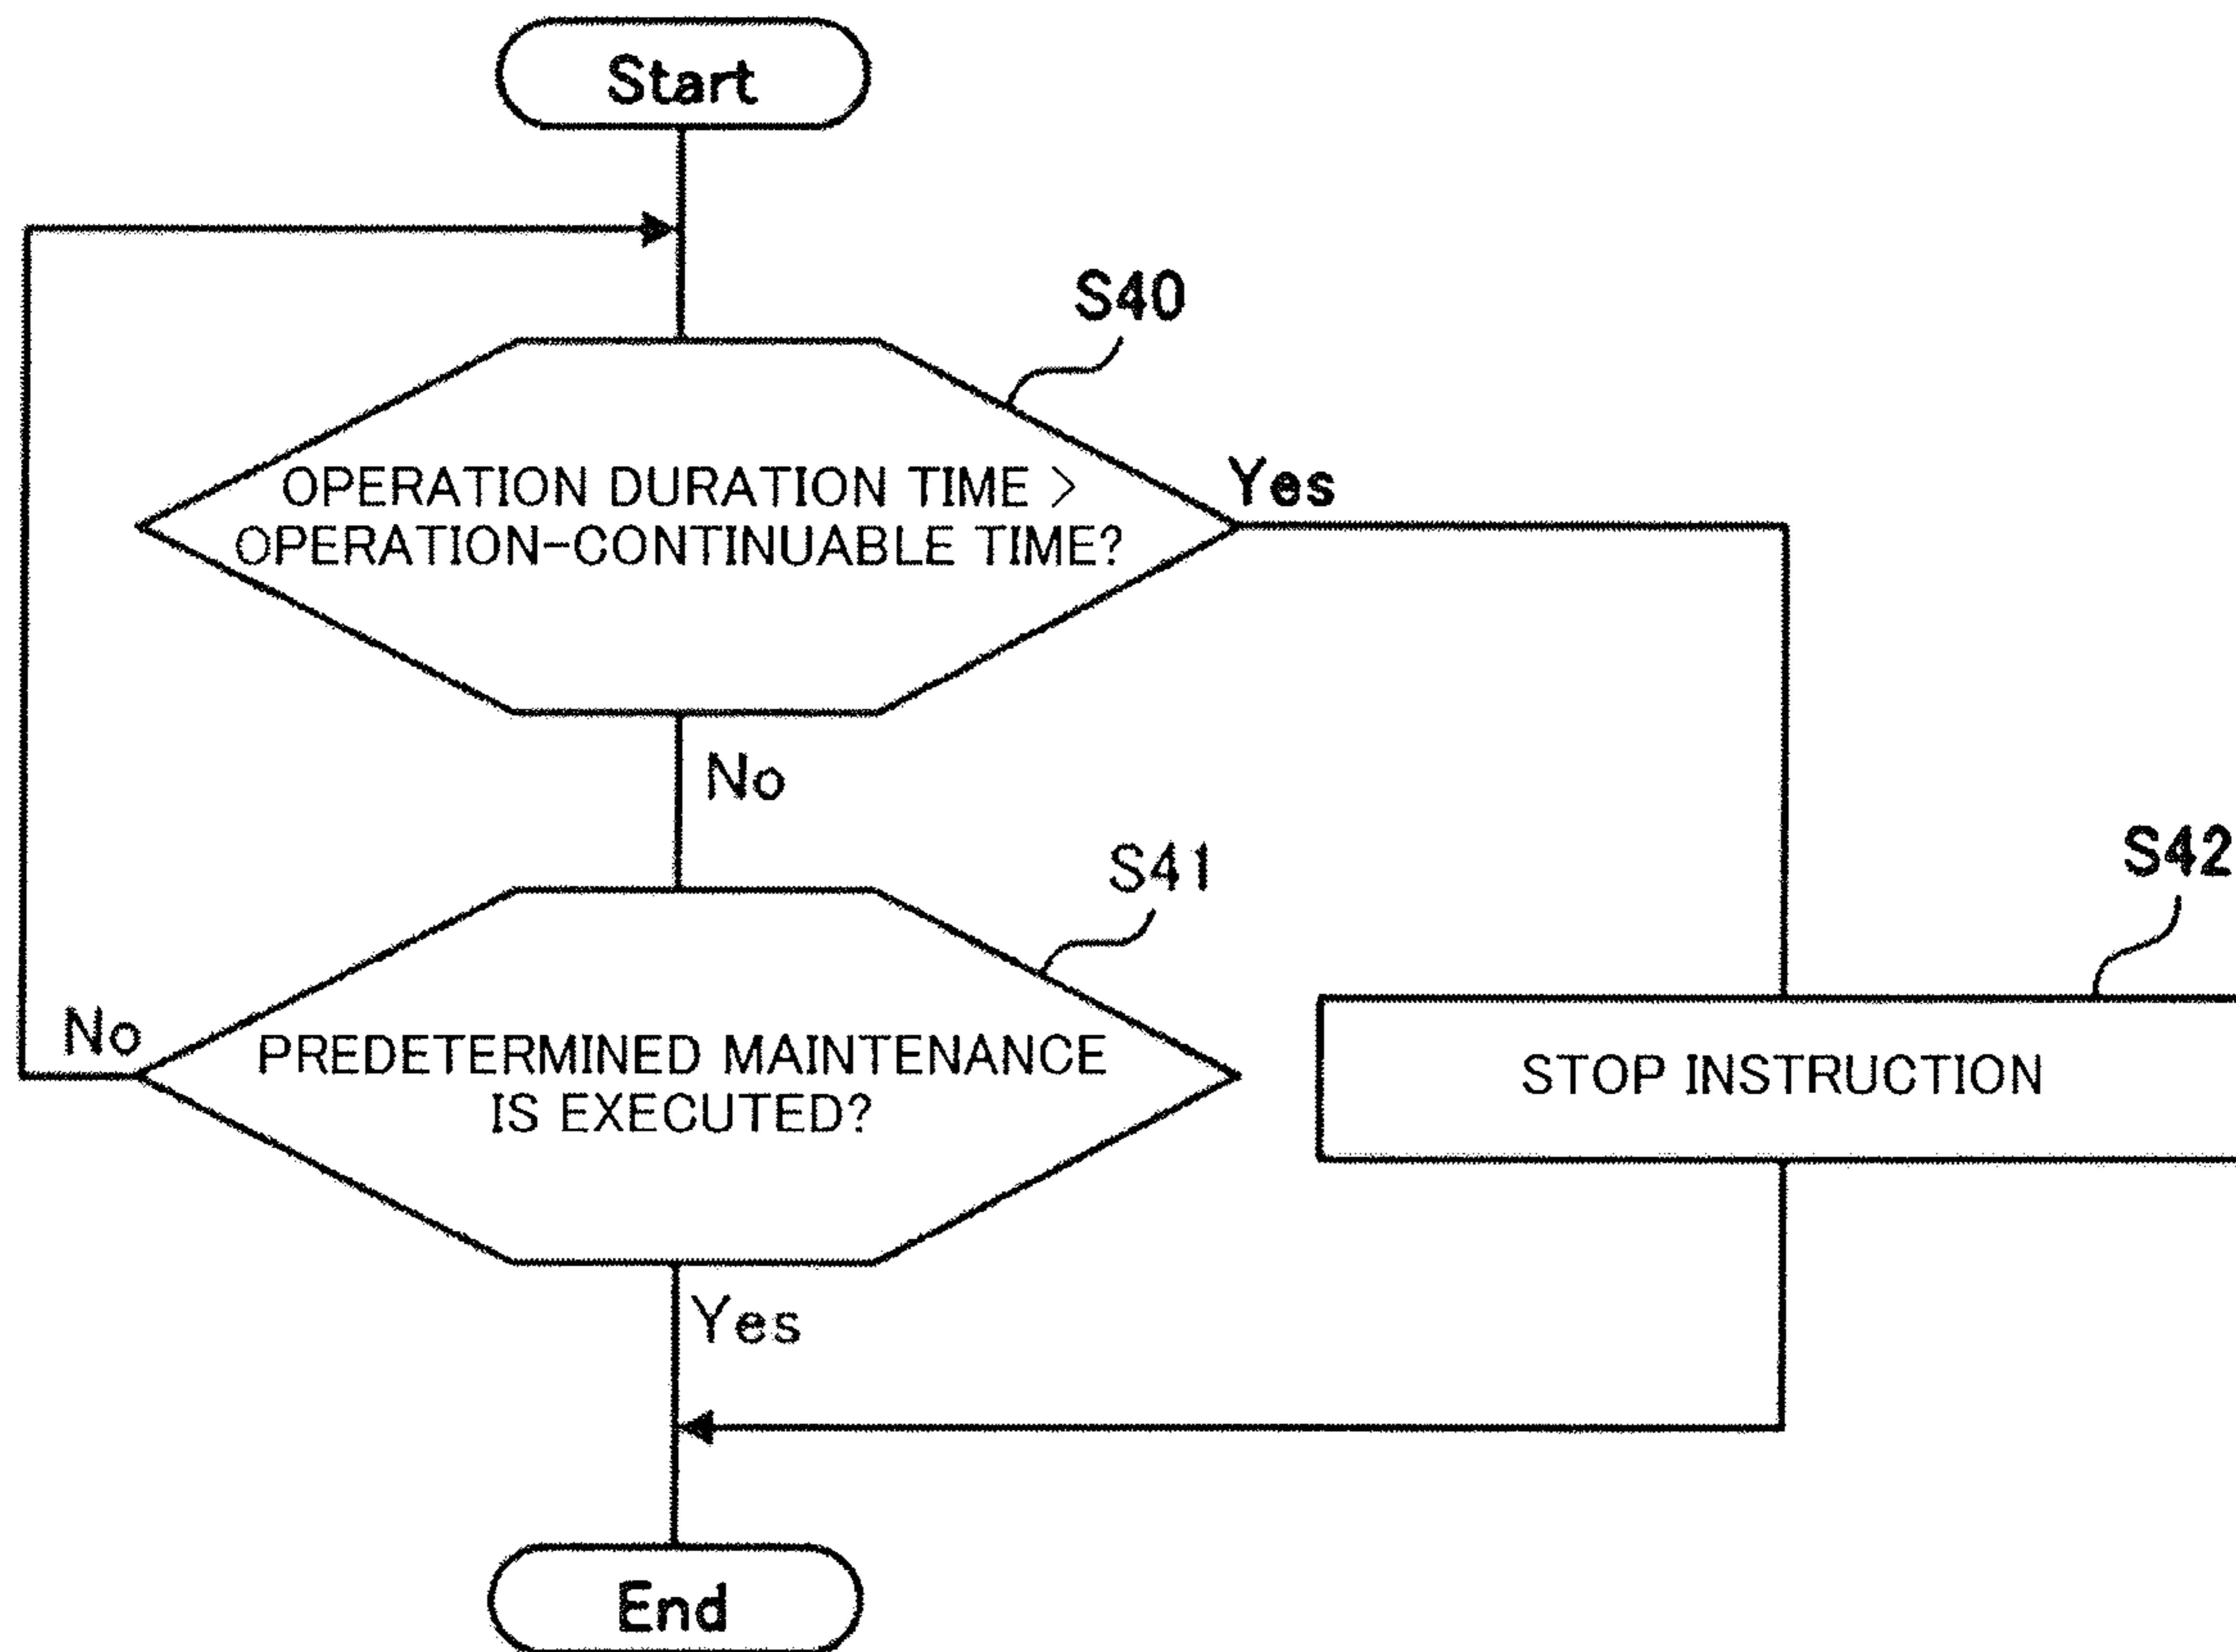 Start
S40
OPERATION DURATION TIME >
OPERATION-CONTINUABLE TIME?
Yes
No
S41
S42
No
PREDETERMINED MAINTENANCE
IS EXECUTED?
STOP INSTRUCTION
Yes
End